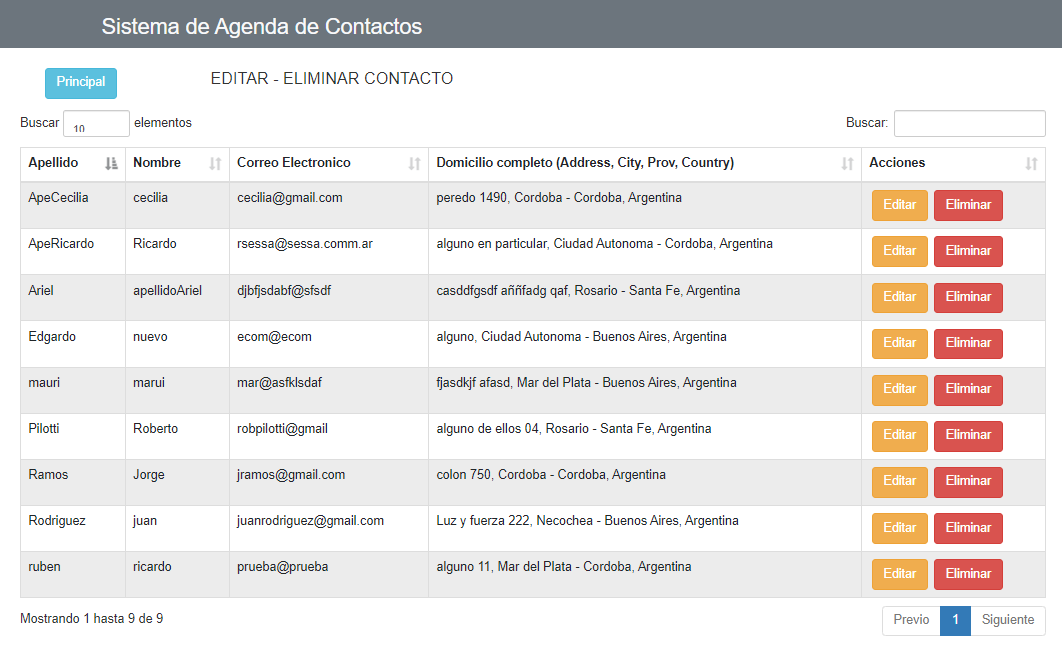 Sistema de Agenda de Contactos
Principal EDITAR - ELIMINAR CONTACTO
Buscar 10 elementos Buscar:
Apellido Nombre Correo Electronico Domicilio completo (Address, City, Prov, Country) Acciones
ApeCecilia cecilia cecilia@gmail.com peredo 1490, Cordoba - Cordoba, Argentina Editar Eliminar
ApeRicardo Ricardo rsessa@sessa.comm.ar alguno en particular, Ciudad Autonoma - Cordoba, Argentina Editar Eliminar
Ariel apellidoAriel djbfjsdabf@sfsdf casddfgsdf aññfadg qaf, Rosario - Santa Fe, Argentina Editar Eliminar
Edgardo nuevo ecom@ecom alguno, Ciudad Autonoma - Buenos Aires, Argentina Editar Eliminar
mauri marui mar@asfklsdaf fjasdkjf afasd, Mar del Plata - Buenos Aires, Argentina Editar Eliminar
Pilotti Roberto robpilotti@gmail alguno de ellos 04, Rosario - Santa Fe, Argentina Editar Eliminar
Ramos Jorge jramos@gmail.com colon 750, Cordoba - Cordoba, Argentina Editar Eliminar
Rodriguez juan juanrodriguez@gmail.com Luz y fuerza 222, Necochea - Buenos Aires, Argentina Editar Eliminar
ruben ricardo prueba@prueba alguno 11, Mar del Plata - Cordoba, Argentina Editar Eliminar
Mostrando 1 hasta 9 de 9 Previo 1 Siguiente